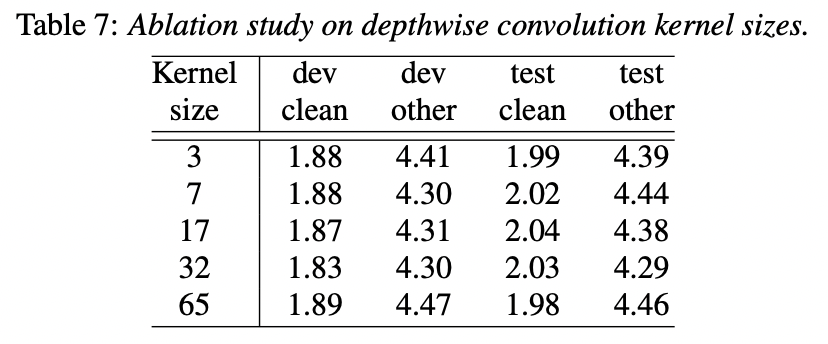 Table 7: Ablation study on depthwise convolution kernel sizes.
Kernel dev dev test test
size clean other clean other
3 1.88 4.41 1.99 4.39
7 1.88 4.30 2.02 4.44
17 1.87 4.31 2.04 4.38
32 1.83 4.30 2.03 4.29
65 1.89 4.47 1.98 4.46